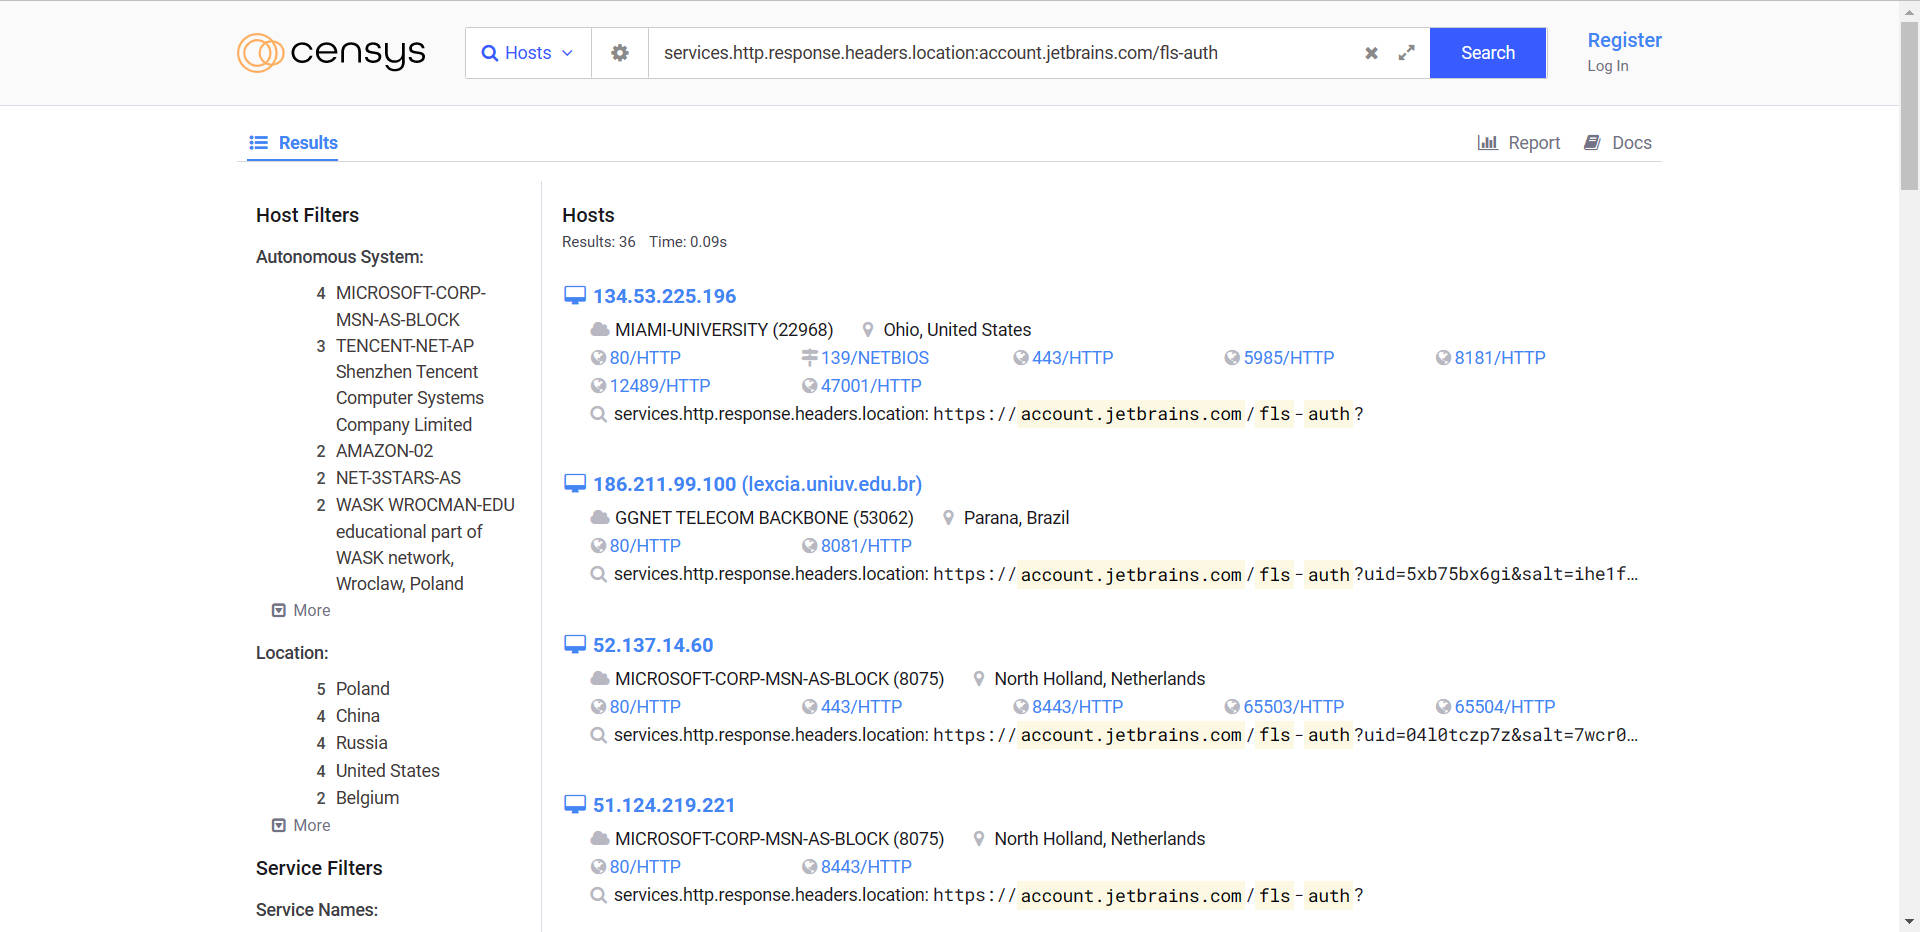 censys
Hosts
services.http.response.headers.location:account.jetbrains.com/fls-auth
Search
Register
Log In
Results
Report
Docs
Host Filters
Autonomous System:
4 MICROSOFT-CORP-
MSN-AS-BLOCK
3 TENCENT-NET-AP
Shenzhen Tencent
Computer Systems
Company Limited
2 AMAZON-02
2 NET-3STARS-AS
2 WASK WROCMAN-EDU
educational part of
WASK network,
Wroclaw, Poland
More
Location:
5 Poland
4 China
4 Russia
4 United States
2 Belgium
More
Service Filters
Service Names:
Hosts
Results: 36 Time: 0.09s
134.53.225.196
MIAMI-UNIVERSITY (22968) Ohio, United States
80/HTTP 139/NETBIOS 443/HTTP 5985/HTTP 8181/HTTP
12489/HTTP 47001/HTTP
services.http.response.headers.location: https://account.jetbrains.com/fls-auth?
186.211.99.100 (lexcia.uniuv.edu.br)
GGNET TELECOM BACKBONE (53062) Parana, Brazil
80/HTTP 8081/HTTP
services.http.response.headers.location: https://account.jetbrains.com/fls-auth?uid=5xb75bx6gi&salt=ihe1f…
52.137.14.60
MICROSOFT-CORP-MSN-AS-BLOCK (8075) North Holland, Netherlands
80/HTTP 443/HTTP 8443/HTTP 65503/HTTP 65504/HTTP
services.http.response.headers.location: https://account.jetbrains.com/fls-auth?uid=04l0tczp7z&salt=7wcr0…
51.124.219.221
MICROSOFT-CORP-MSN-AS-BLOCK (8075) North Holland, Netherlands
80/HTTP 8443/HTTP
services.http.response.headers.location: https://account.jetbrains.com/fls-auth?